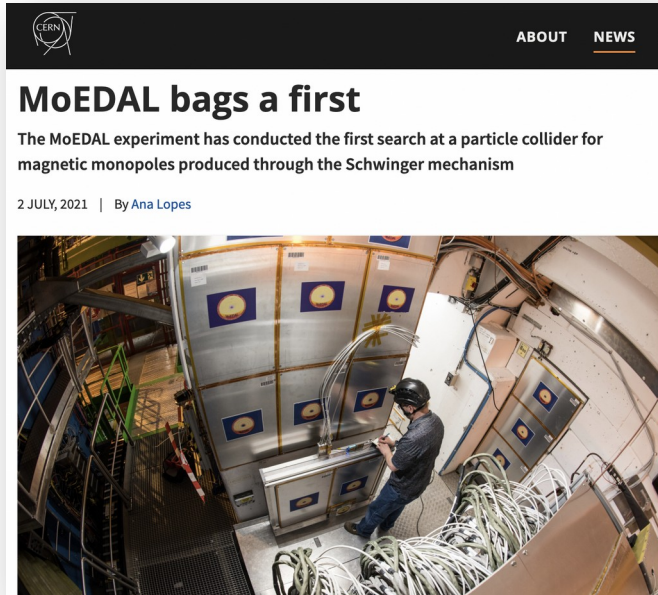 CERN
ABOUT NEWS
MoEDAL bags a first
The MoEDAL experiment has conducted the first search at a particle collider for
magnetic monopoles produced through the Schwinger mechanism
2 JULY, 2021 | By Ana Lopes